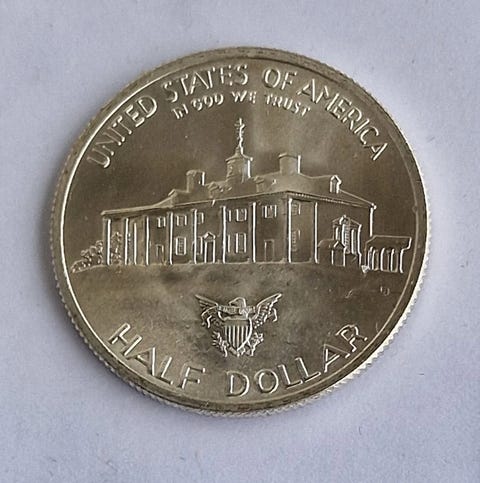 UNITED STATES OF AMERICA
IN GOD WE TRUST
HALF DOLLAR